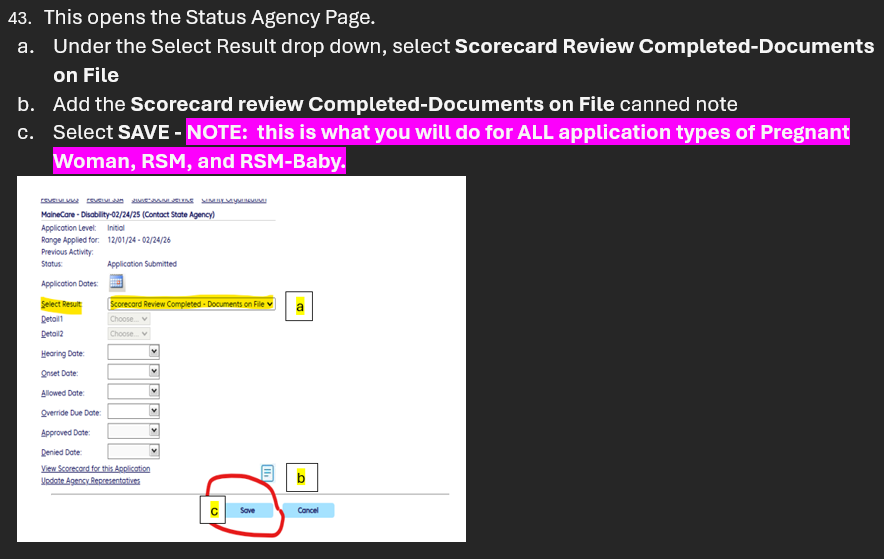 43. This opens the Status Agency Page.
a. Under the Select Result drop down, select Scorecard Review Completed-Documents
on File
b. Add the Scorecard review Completed-Documents on File canned note
c. Select SAVE - NOTE: this is what you will do for ALL application types of Pregnant
Woman, RSM, and RSM-Baby.
MaineCare - Disability-02/24/25 (Contact State Agency)
Application Level: Initial
Range Applied for: 12/01/24 - 02/24/26
Previous Activity:
Status: Application Submitted
Application Dates:
Select Result: Scorecard Review Completed - Documents on File
a
Detail1 Choose...
Detail2 Choose...
Hearing Date:
Onset Date:
Allowed Date:
Override Due Date:
Approved Date:
Denied Date:
View Scorecard for this Application
b
Update Agency Representatives
c Save Cancel